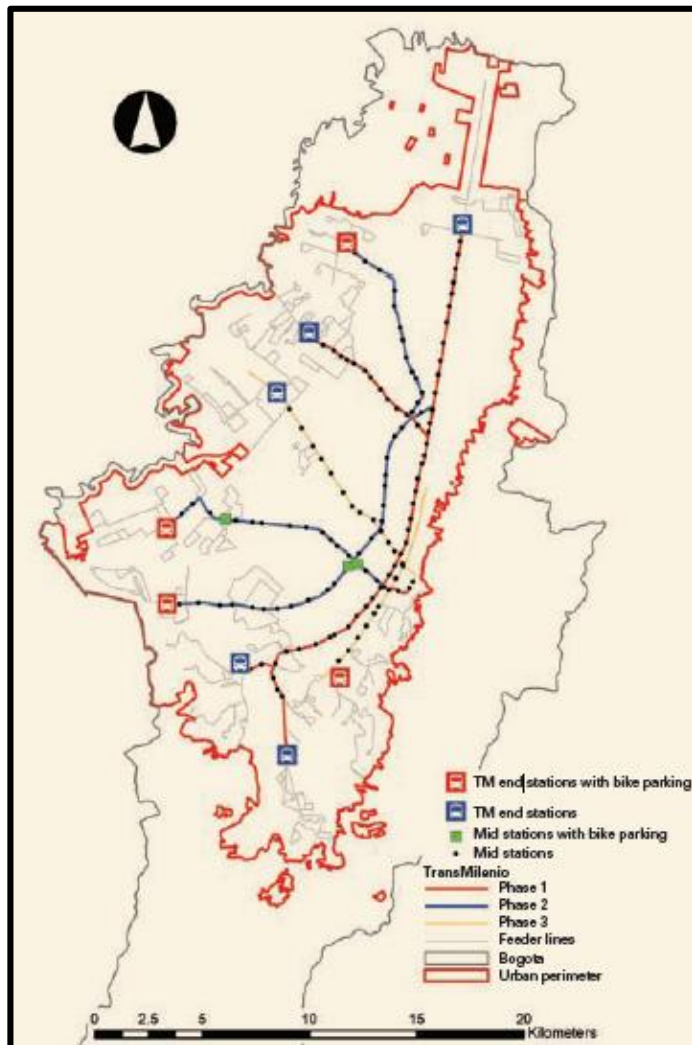 TM end stations with bike parking
TM end stations
Mid stations with bike parking
Mid stations
TransMilenio
Phase 1
Phase 2
Phase 3
Feeder lines
Bogota
Urban perimeter
0 2.5 5 10 15 20
Kilometers